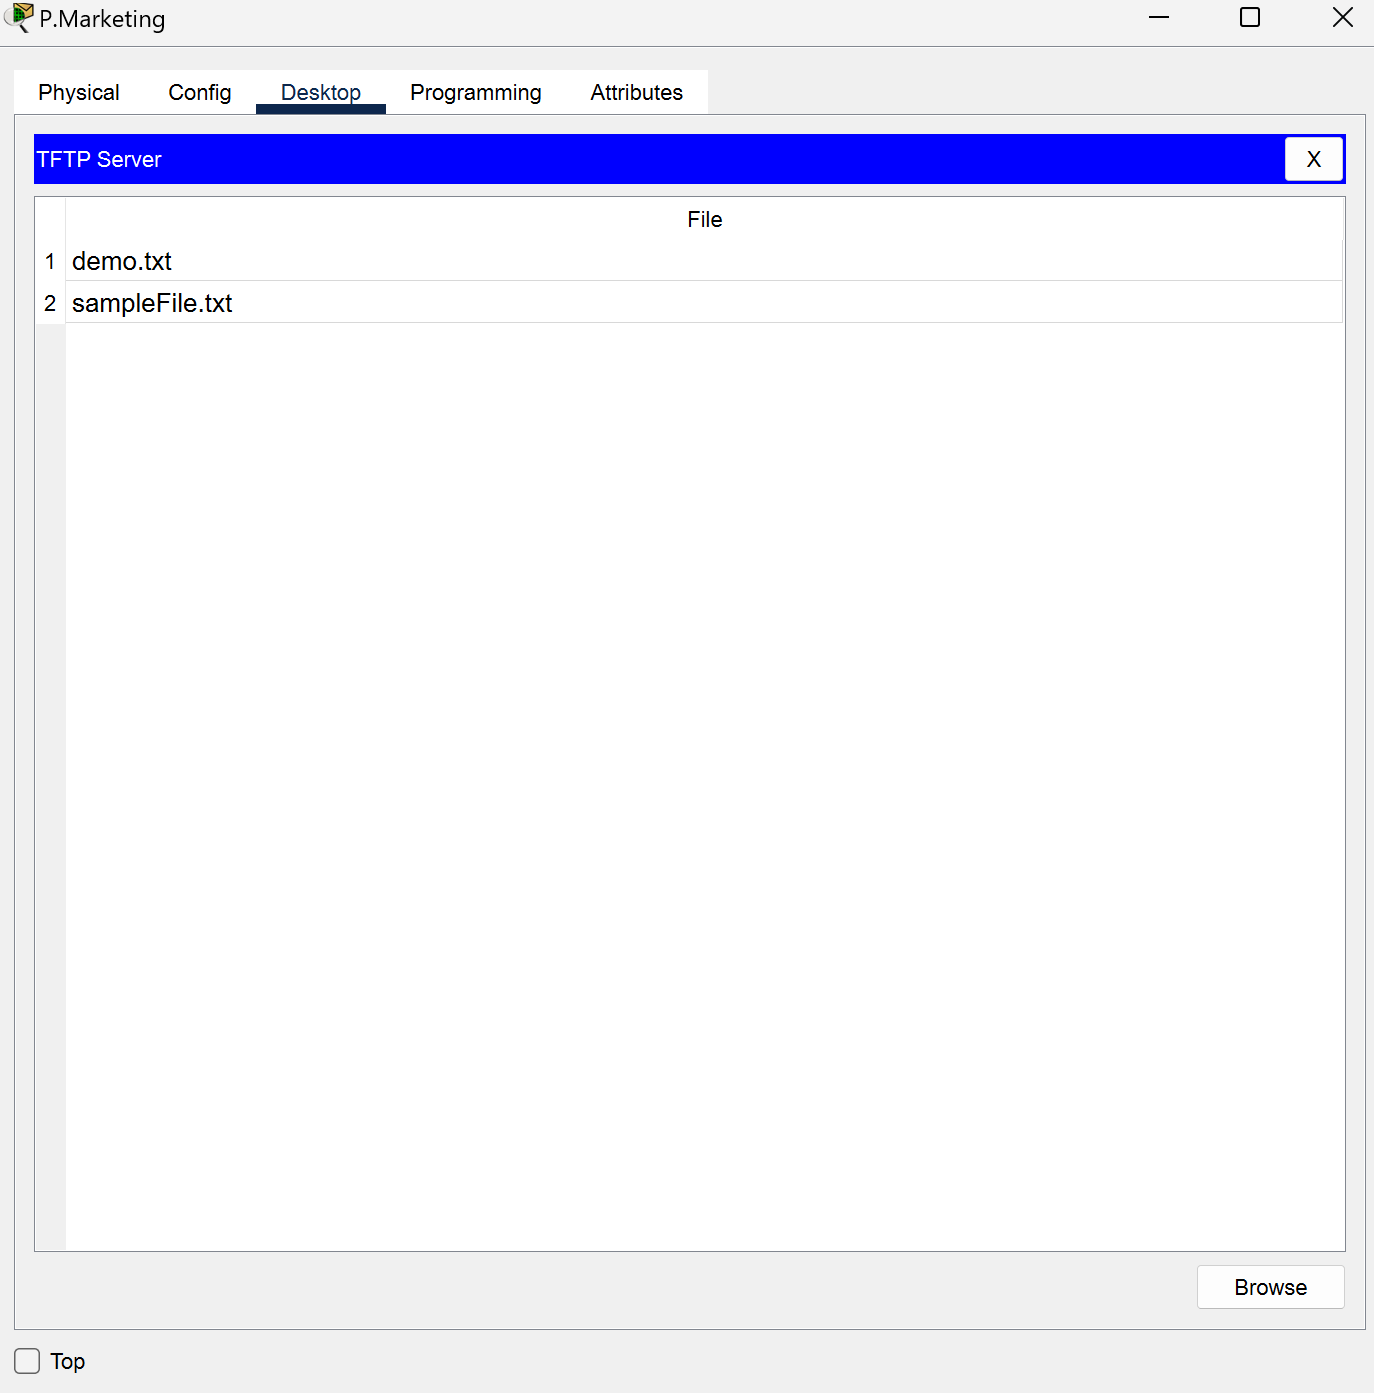 P.Marketing
Physical Config Desktop Programming Attributes
TFTP Server X
File
1 demo.txt
2 sampleFile.txt
Browse
Top